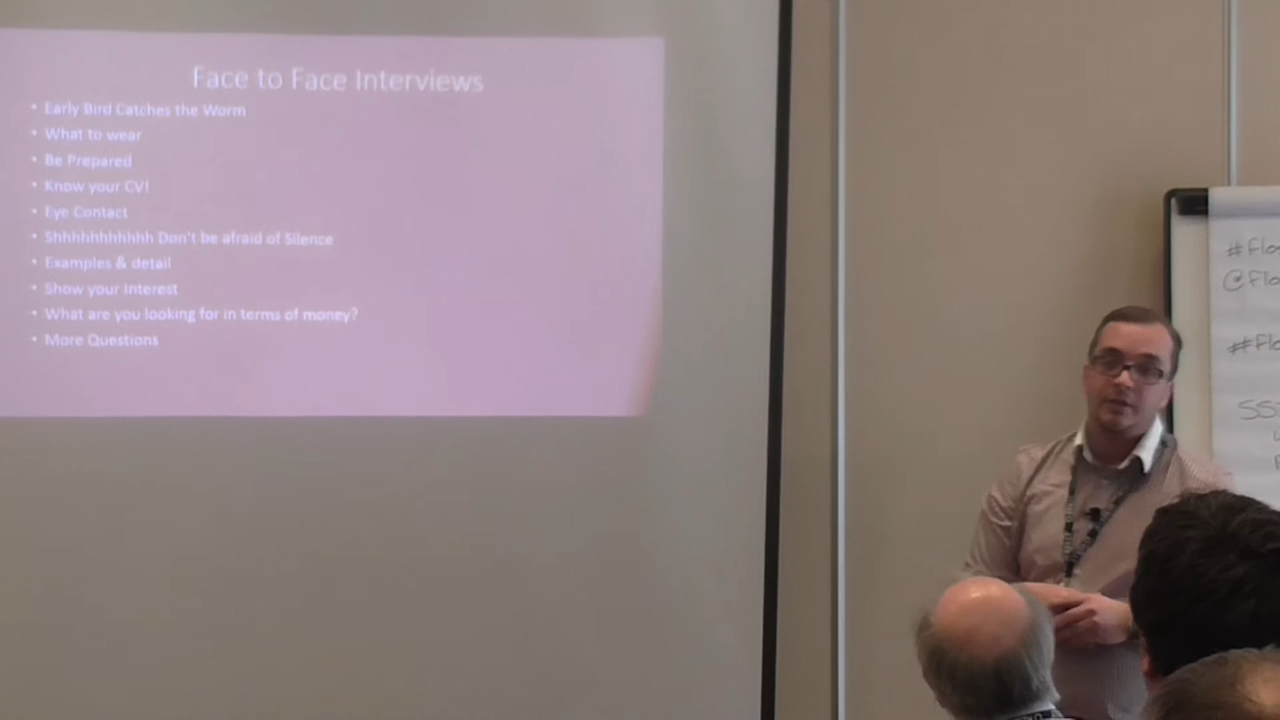 Face to Face Interviews
• Early Bird Catches the Worm
• What to wear
• Be Prepared
• Know your CV!
• Eye Contact
• Shhhhhhhhhhh Don't be afraid of Silence
• Examples & detail
• Show your Interest
• What are you looking for in terms of money?
• More Questions